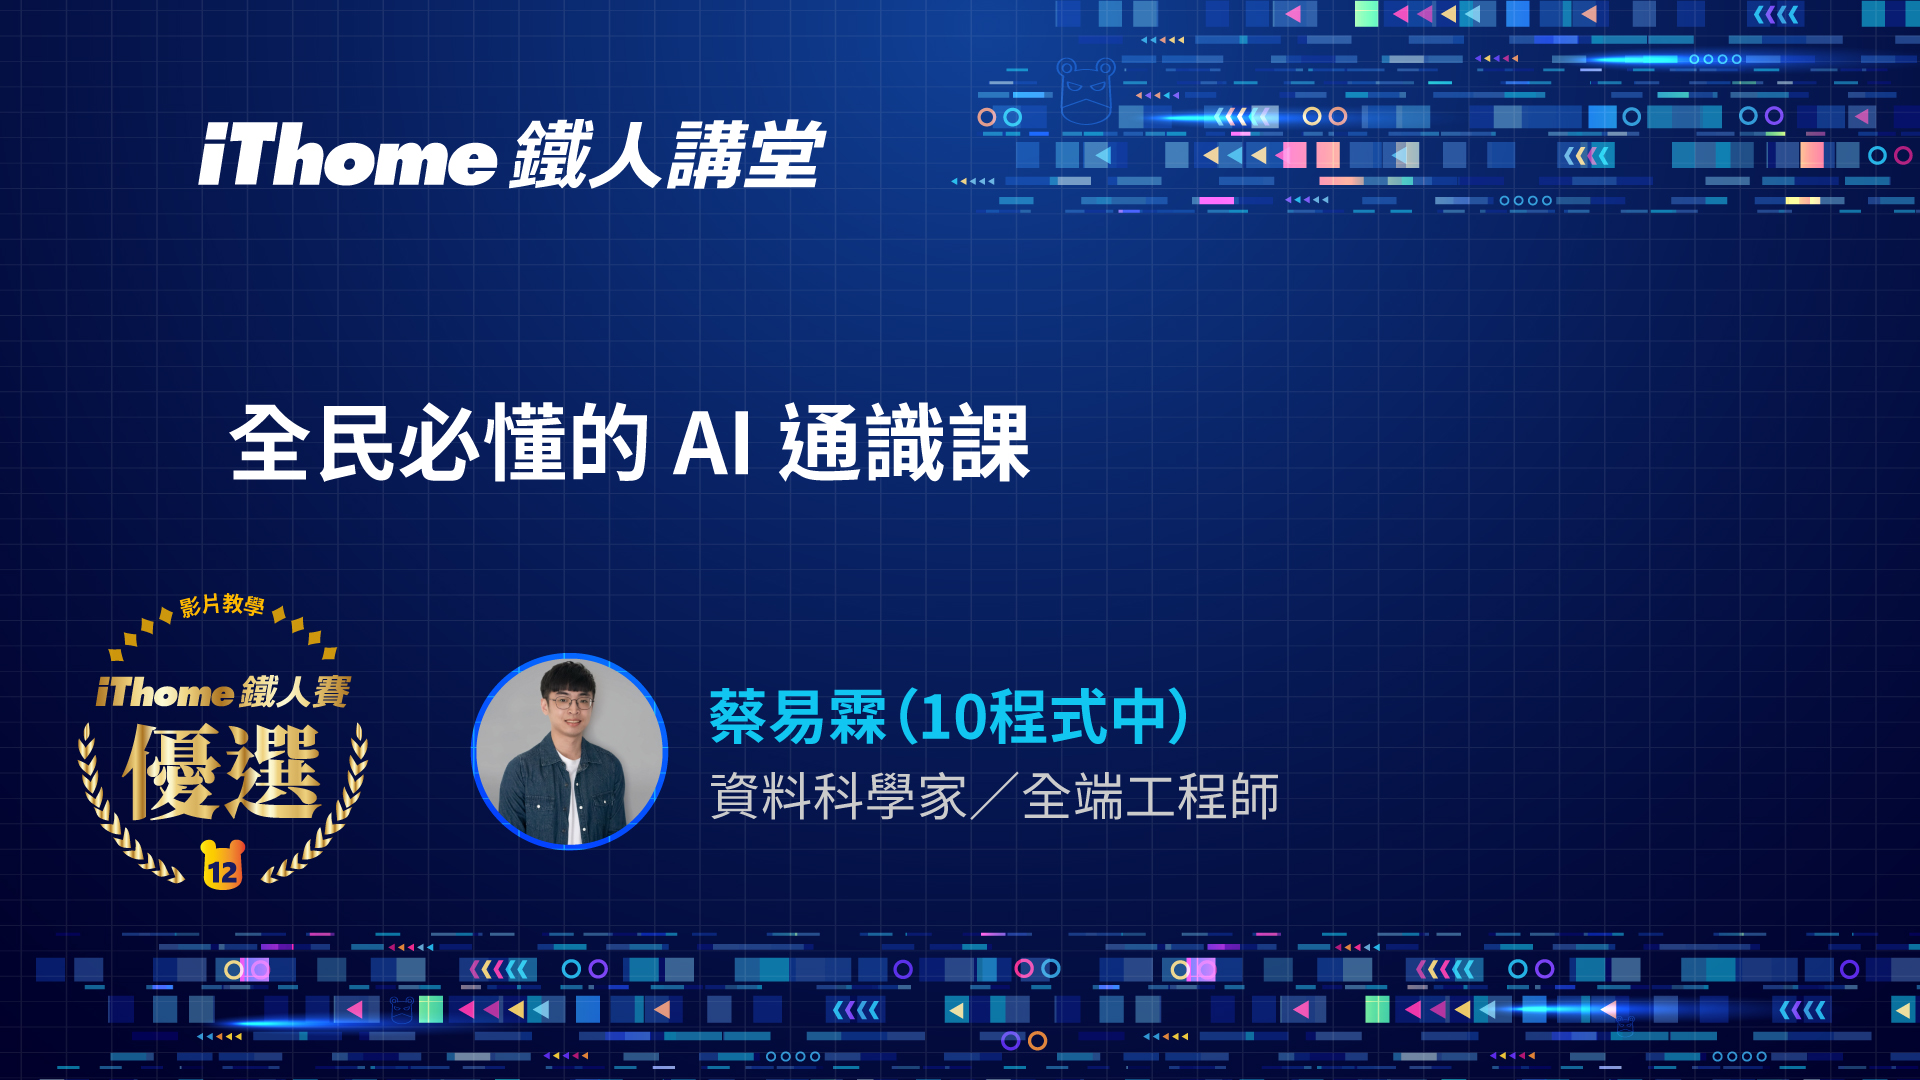 iThome 鐵人講堂
全民必懂的 AI 通識課
影片教學
iThome 鐵人賽
優選
12
蔡易霖（10程式中）
資料科學家／全端工程師